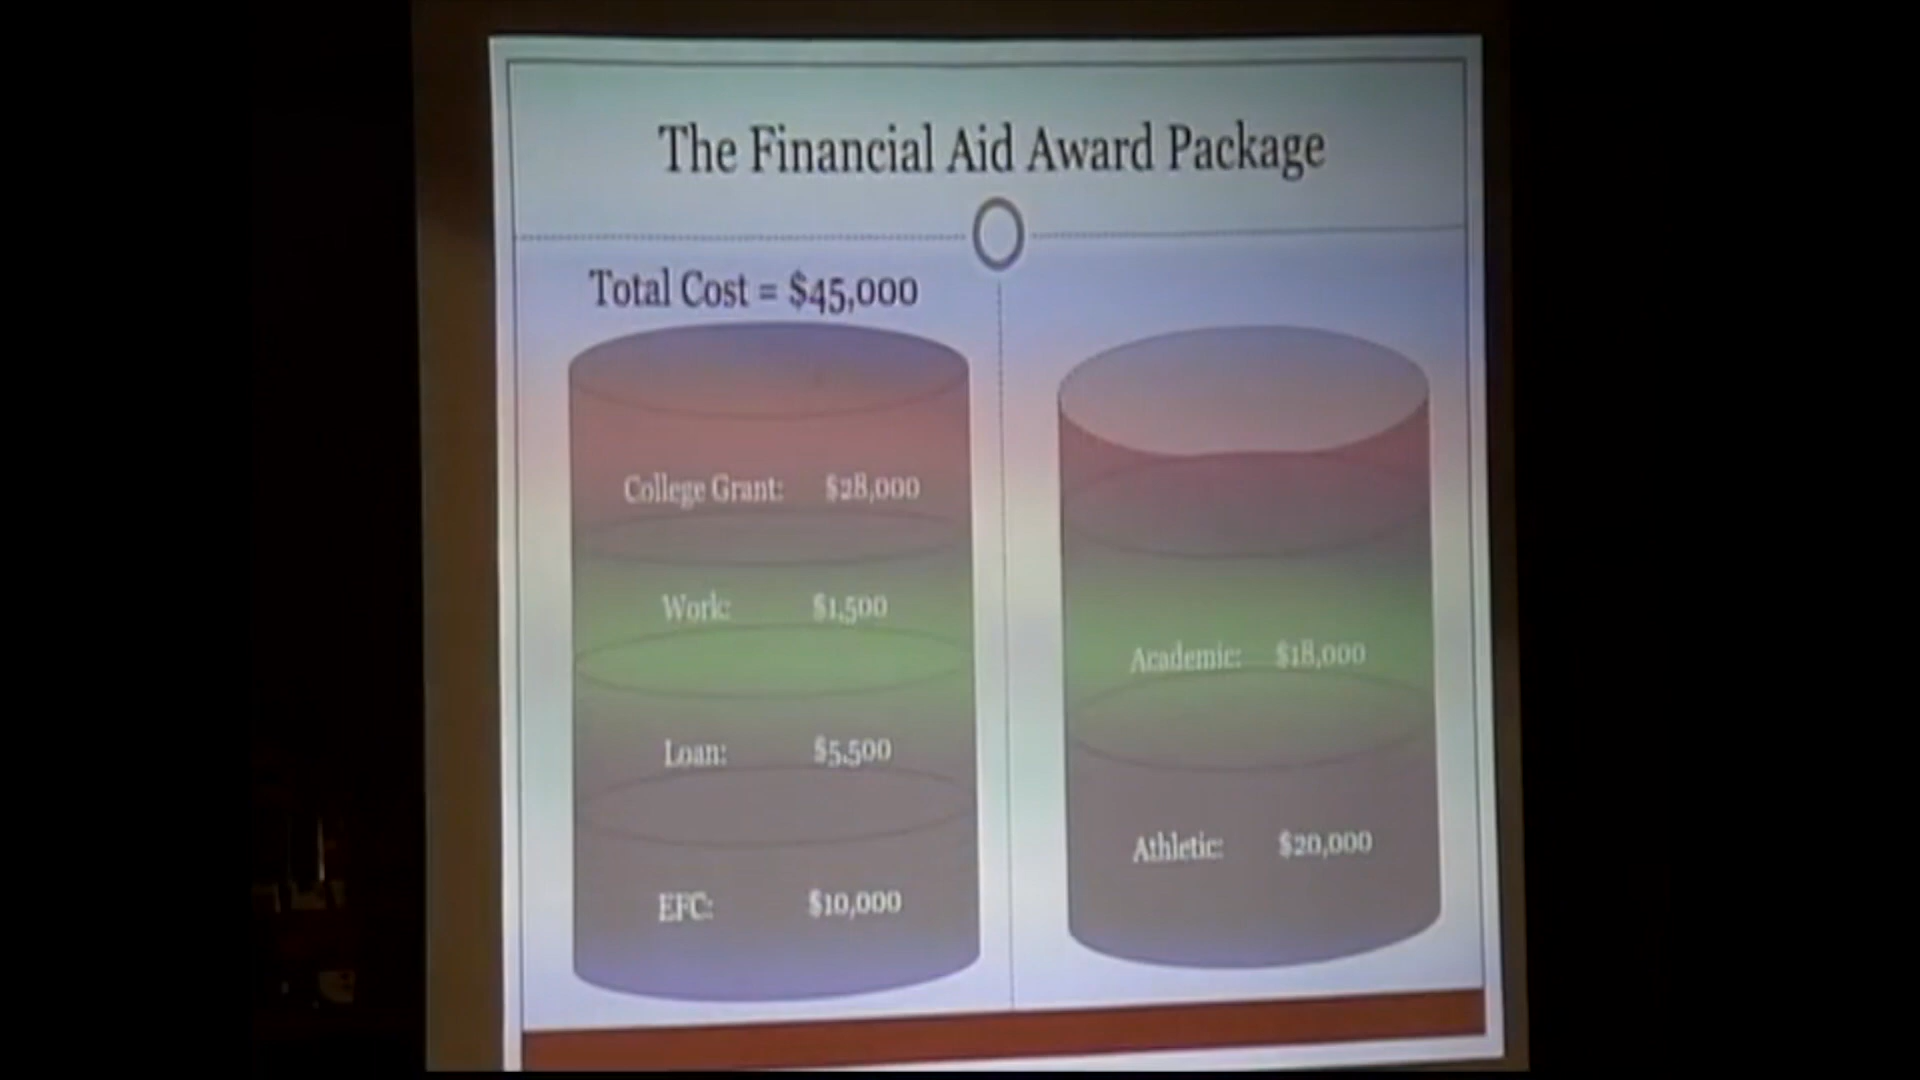 The Financial Aid Award Package
Total Cost = $45,000
College Grant: $28,000
Work: $1,500
Loan: $5,500
EFC: $10,000
Academic: $18,000
Athletic: $20,000